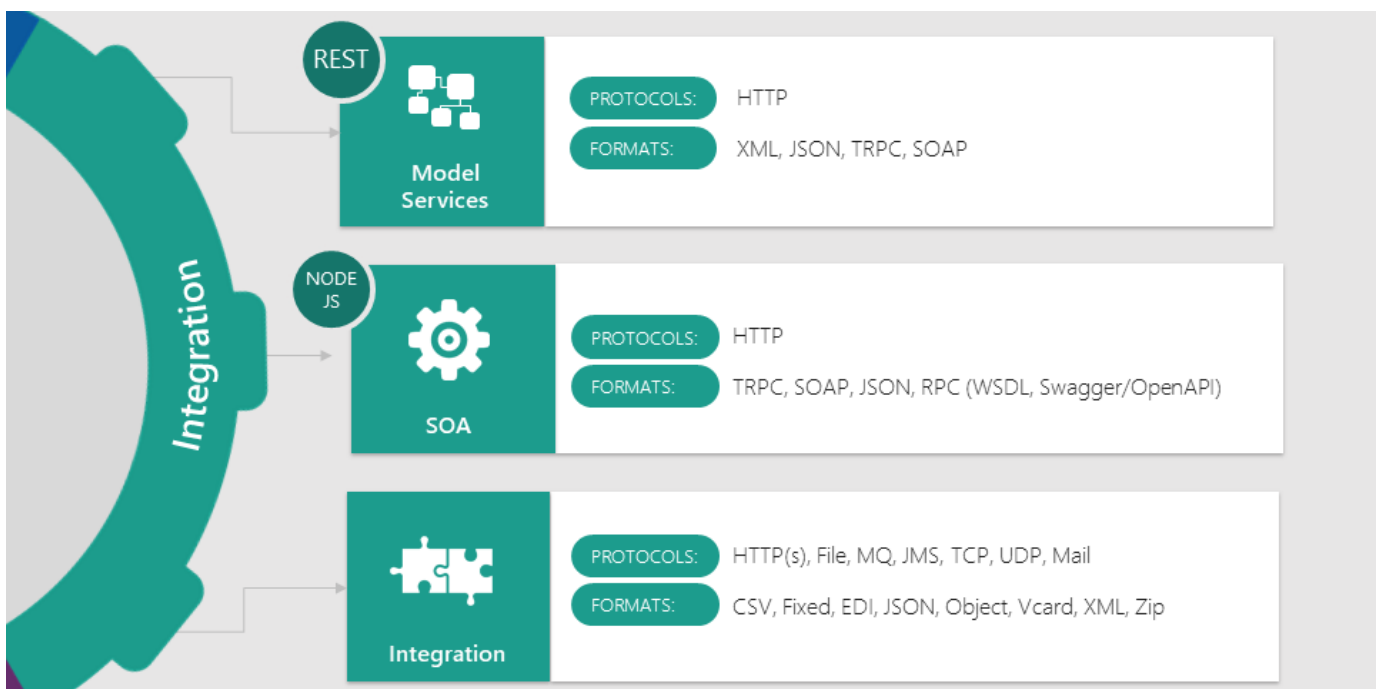 REST
Model
Services
PROTOCOLS: HTTP
FORMATS: XML, JSON, TRPC, SOAP
Integration
NODE
JS
SOA
PROTOCOLS: HTTP
FORMATS: TRPC, SOAP, JSON, RPC (WSDL, Swagger/OpenAPI)
Integration
PROTOCOLS: HTTP(s), File, MQ, JMS, TCP, UDP, Mail
FORMATS: CSV, Fixed, EDI, JSON, Object, Vcard, XML, Zip